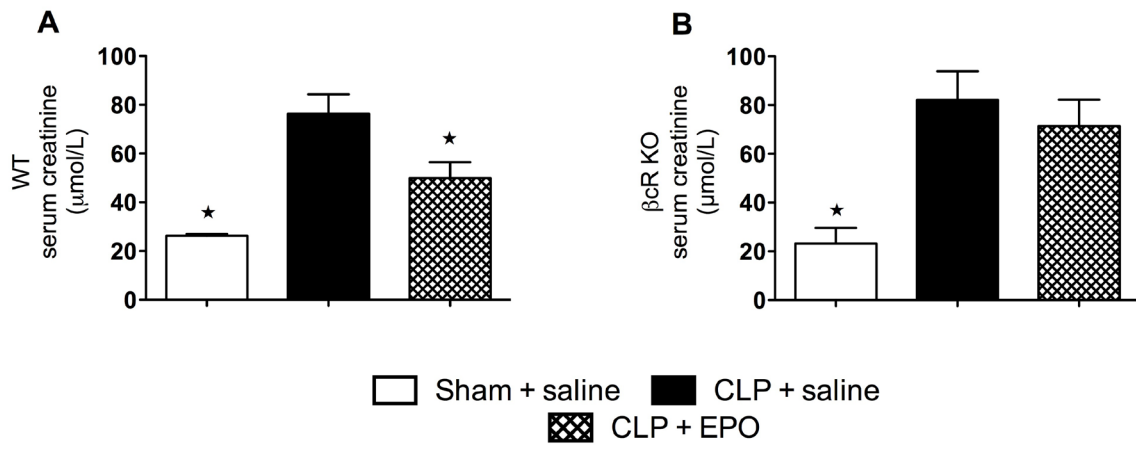 A
WT
serum creatinine
(μmol/L)
100
80
60
40
20
0
★
★
B
βcR KO
serum creatinine
(μmol/L)
100
80
60
40
20
0
★
Sham + saline
CLP + saline
CLP + EPO